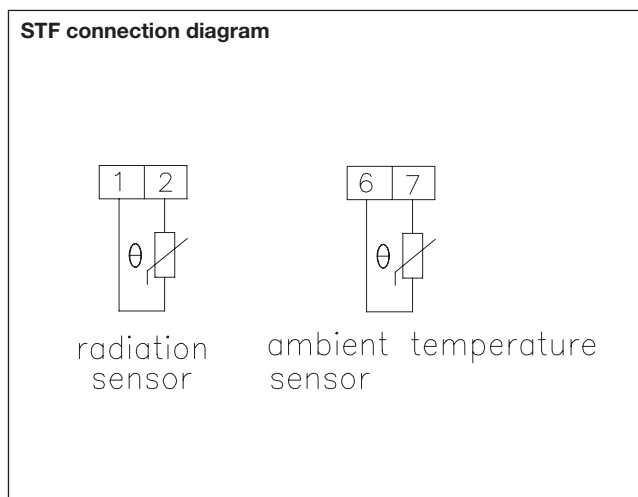 STF connection diagram
1 2
6 7
θ
θ
radiation
sensor
ambient temperature
sensor